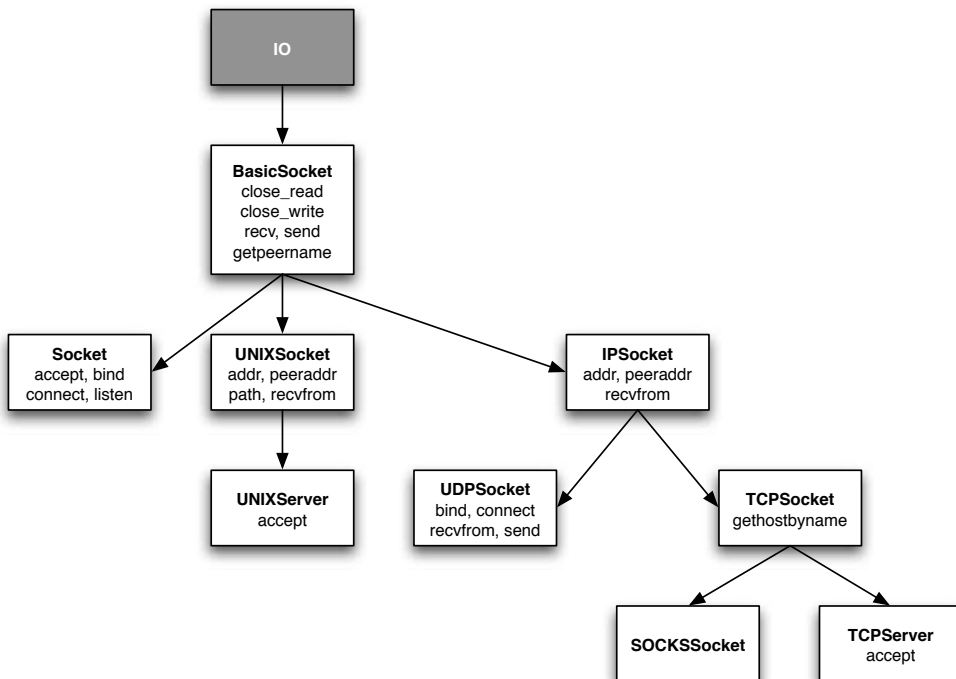 IO
BasicSocket
close_read
close_write
recv, send
getpeername
Socket
accept, bind
connect, listen
UNIXSocket
addr, peeraddr
path, recvfrom
IPSocket
addr, peeraddr
recvfrom
UNIXServer
accept
UDPSocket
bind, connect
recvfrom, send
TCPSocket
gethostbyname
SOCKSSocket
TCPServer
accept